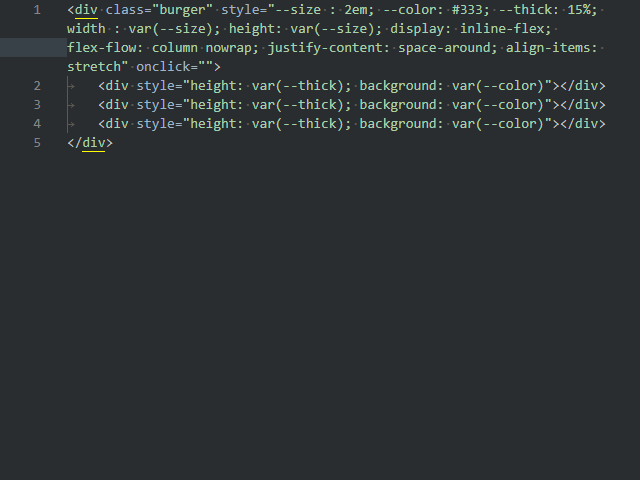 1 <div class="burger" style="--size : 2em; --color: #333; --thick: 15%;
width : var(--size); height: var(--size); display: inline-flex;
flex-flow: column nowrap; justify-content: space-around; align-items:
stretch" onclick="">
2 <div style="height: var(--thick); background: var(--color)"></div>
3 <div style="height: var(--thick); background: var(--color)"></div>
4 <div style="height: var(--thick); background: var(--color)"></div>
5 </div>